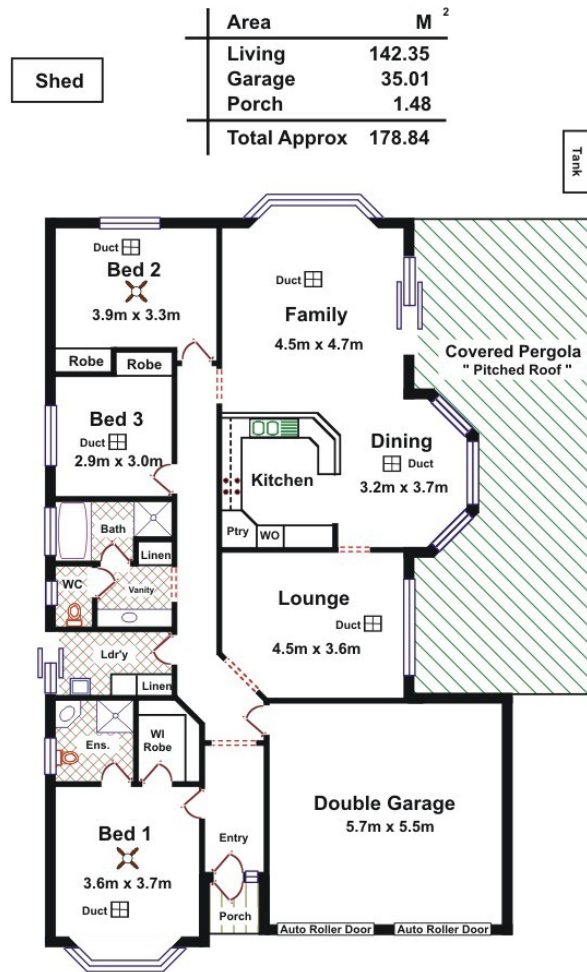 Area M 2
Living 142.35
Garage 35.01
Porch 1.48
Total Approx 178.84
Shed
Tank
Duct
Bed 2
3.9m x 3.3m
Robe
Robe
Duct
Family
4.5m x 4.7m
Covered Pergola
" Pitched Roof "
Bed 3
Duct
2.9m x 3.0m
Kitchen
Ptry
WO
Dining
Duct
3.2m x 3.7m
Bath
Linen
WC
Vanity
Lounge
Duct
4.5m x 3.6m
Ldr'y
Linen
Ens.
WI
Robe
Double Garage
5.7m x 5.5m
Bed 1
3.6m x 3.7m
Duct
Entry
Porch
Auto Roller Door
Auto Roller Door